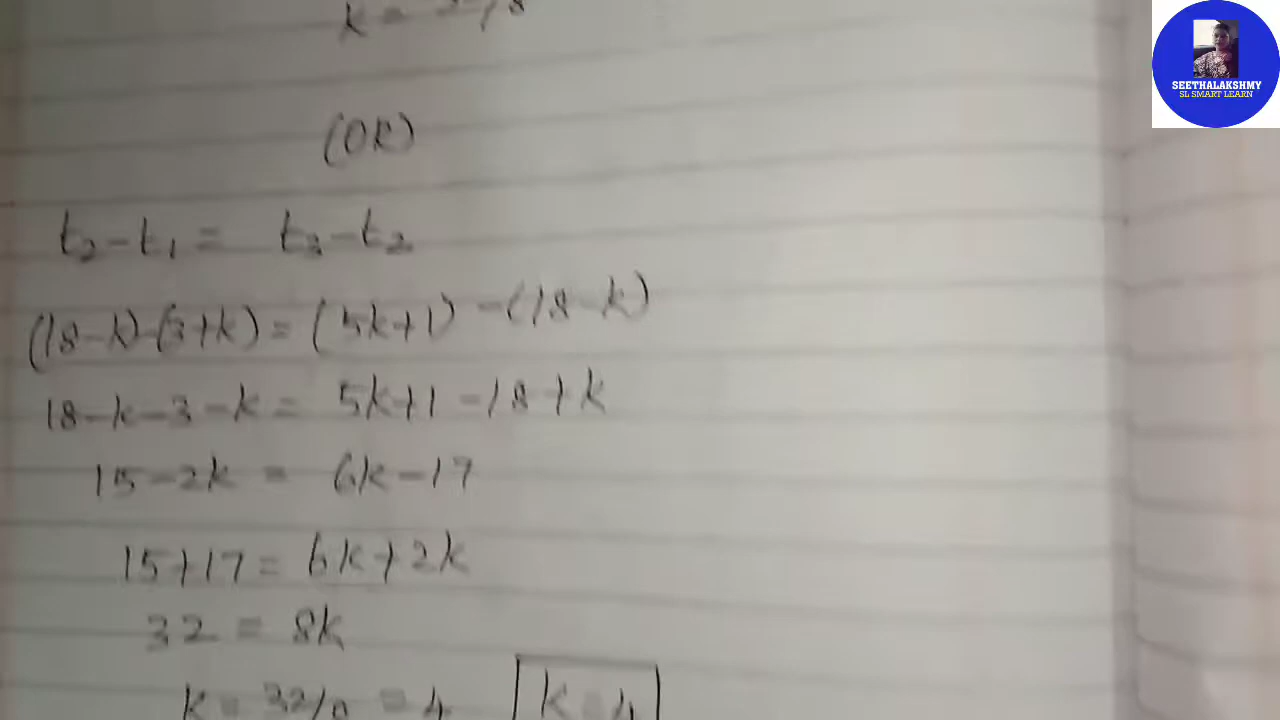 (OR)
t₂-t₁ = t₃-t₂
(18-k)-(3+k) = (5k+1) -(18-k)
18-k-3-k = 5k+1-18+k
15-2k = 6k-17
15+17 = 6k+2k
32 = 8k
k = 32/8 = 4 k = 4
SEETHALAKSHMY
SL SMART LEARN